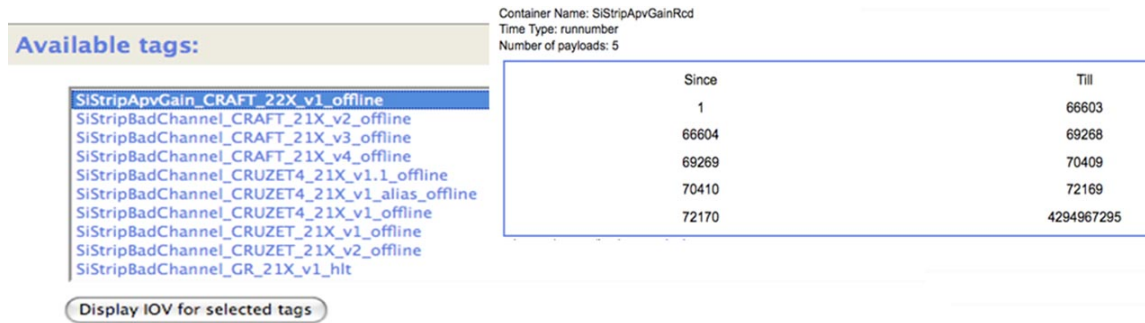 Available tags:
SiStripApvGain_CRAFT_22X_v1_offline
SiStripBadChannel_CRAFT_21X_v2_offline
SiStripBadChannel_CRAFT_21X_v3_offline
SiStripBadChannel_CRAFT_21X_v4_offline
SiStripBadChannel_CRUZET4_21X_v1.1_offline
SiStripBadChannel_CRUZET4_21X_v1_alias_offline
SiStripBadChannel_CRUZET4_21X_v1_offline
SiStripBadChannel_CRUZET_21X_v1_offline
SiStripBadChannel_CRUZET_21X_v2_offline
SiStripBadChannel_GR_21X_v1_hlt
Display IOV for selected tags
Container Name: SiStripApvGainRcd
Time Type: runnumber
Number of payloads: 5
Since Till
1 66603
66604 69268
69269 70409
70410 72169
72170 4294967295